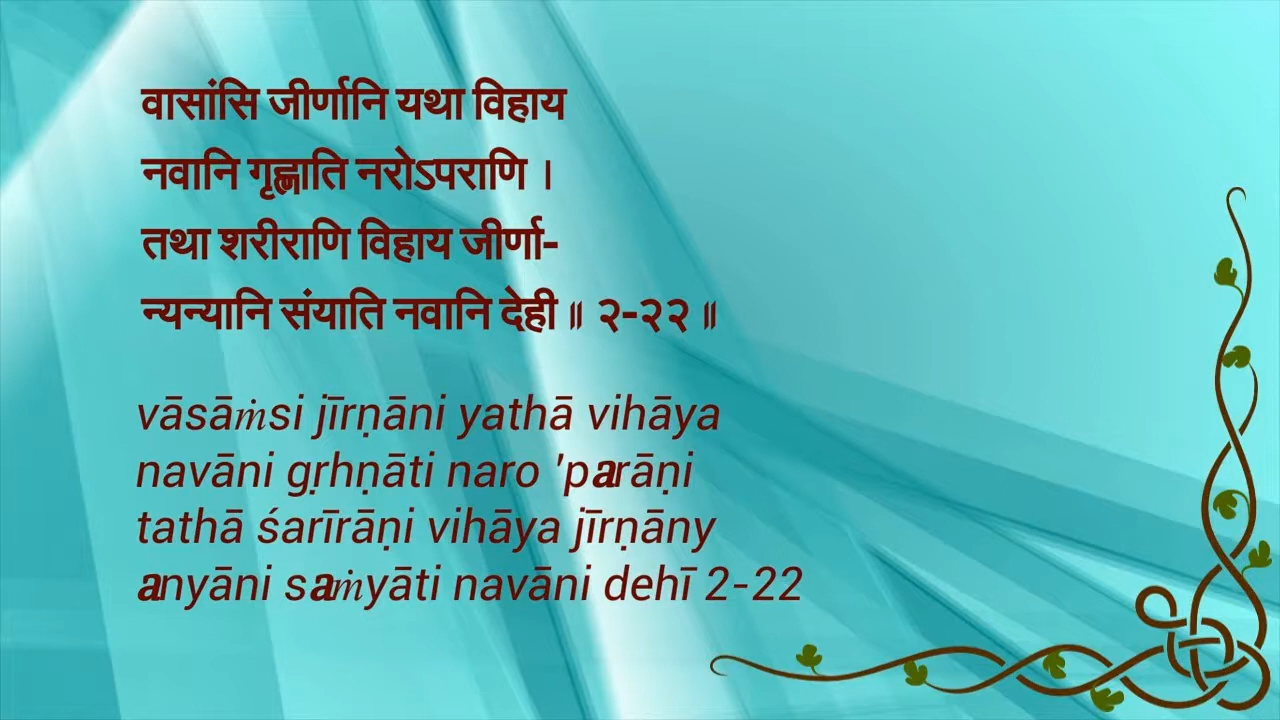 वासांसि जीर्णानि यथा विहाय
नवानि गृह्णाति नरोऽपराणि ।
तथा शरीराणि विहाय जीर्णा-
न्यन्यानि संयाति नवानि देही ॥ २-२२ ॥
vāsāṁsi jīrṇāni yathā vihāya
navāni gṛhṇāti naro 'parāṇi
tathā śarīrāṇi vihāya jīrṇāny
anyāni saṁyāti navāni dehī 2-22